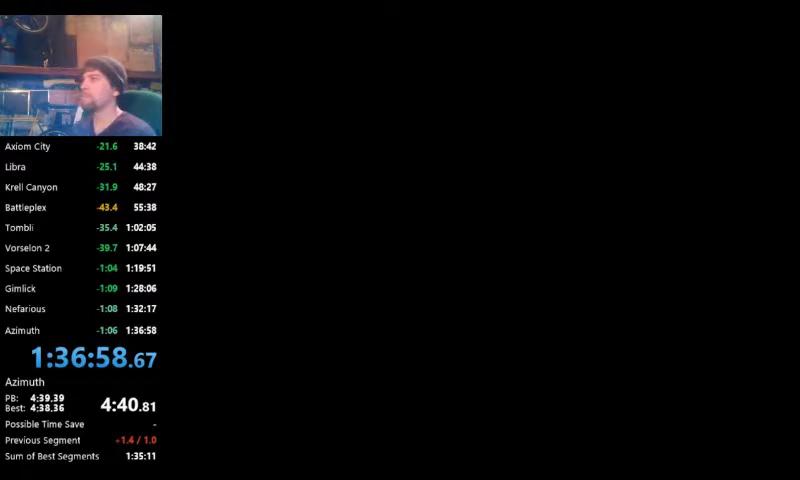 Axiom City -21.6 38:42
Libra -25.1 44:38
Krell Canyon -31.9 48:27
Battleplex -43.4 55:38
Tombli -35.4 1:02:05
Vorselon 2 -39.7 1:07:44
Space Station -1:04 1:19:51
Gimlick -1:09 1:28:06
Nefarious -1:08 1:32:17
Azimuth -1:06 1:36:58
1:36:58.67
Azimuth
PB: 4:39.39
Best: 4:38.36
4:40.81
Possible Time Save -
Previous Segment +1.4 / 1.0
Sum of Best Segments 1:35:11